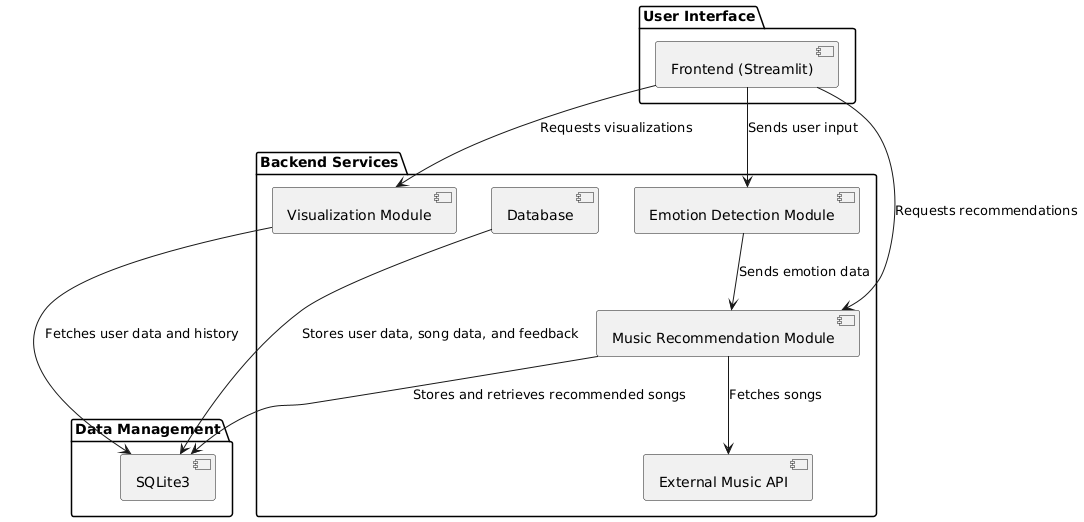 User Interface
Frontend (Streamlit)
Requests visualizations
Sends user input
Backend Services
Visualization Module
Database
Emotion Detection Module
Requests recommendations
Sends emotion data
Fetches user data and history
Stores user data, song data, and feedback
Music Recommendation Module
Stores and retrieves recommended songs
Fetches songs
Data Management
SQLite3
External Music API